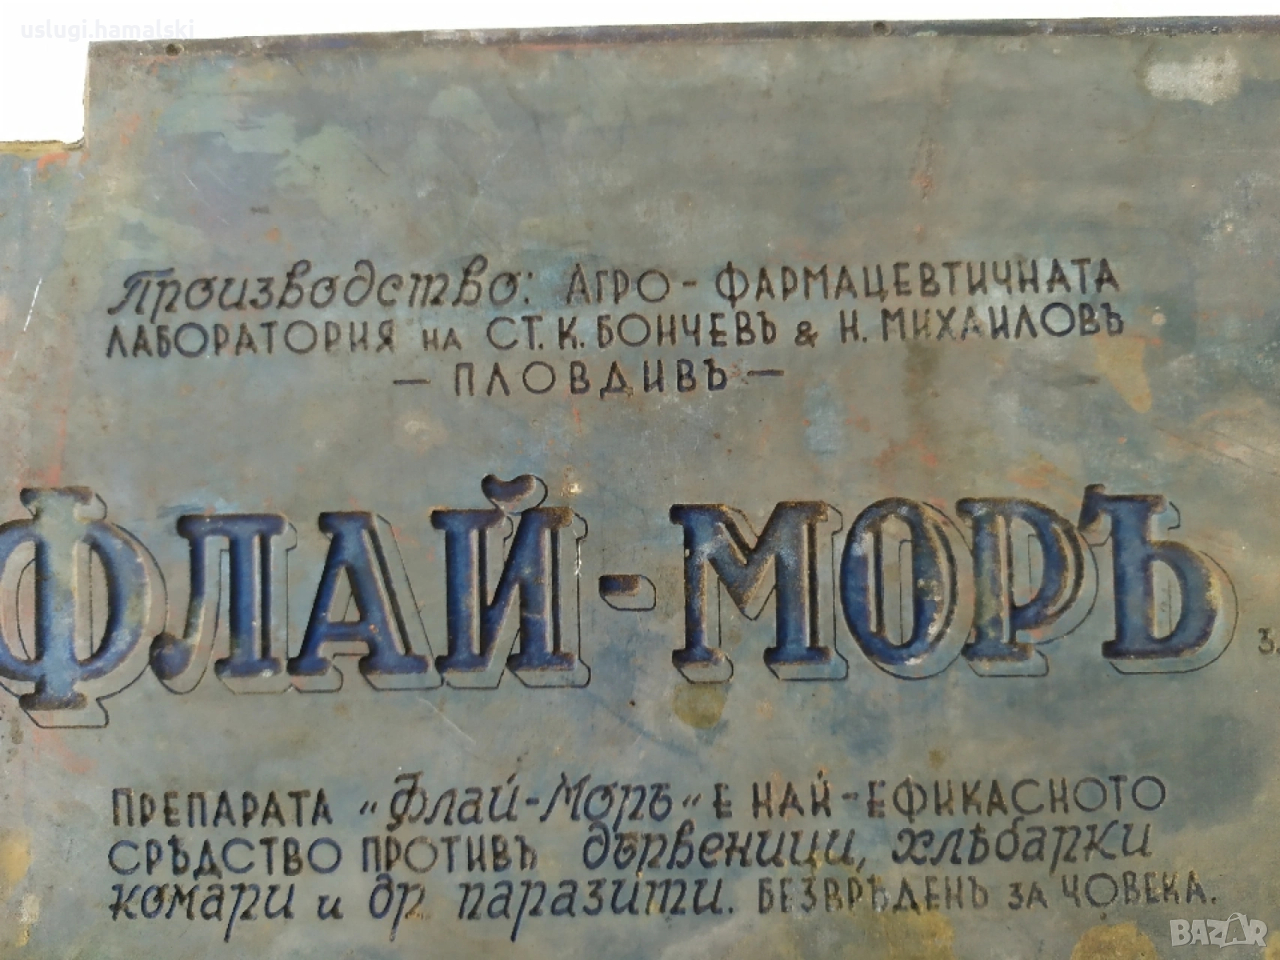 uslugi.hamalski
Производство: АГРО-ФАРМАЦЕВТИЧНАТА
ЛАБОРАТОРИЯ НА СТ. К. БОНЧЕВЪ & Н. МИХАИЛОВЪ
— ПЛОВДИВЪ —
ФЛАЙ-МОРЪ
ПРЕПАРАТА „Флай-Моръ“ Е НАЙ-ЕФИКАСНОТО
СРѢДСТВО ПРОТИВЪ дървеници, хлѣбарки
комари и др паразити. БЕЗВРѢДЕНЪ ЗА ЧОВЕКА.
BAZAR